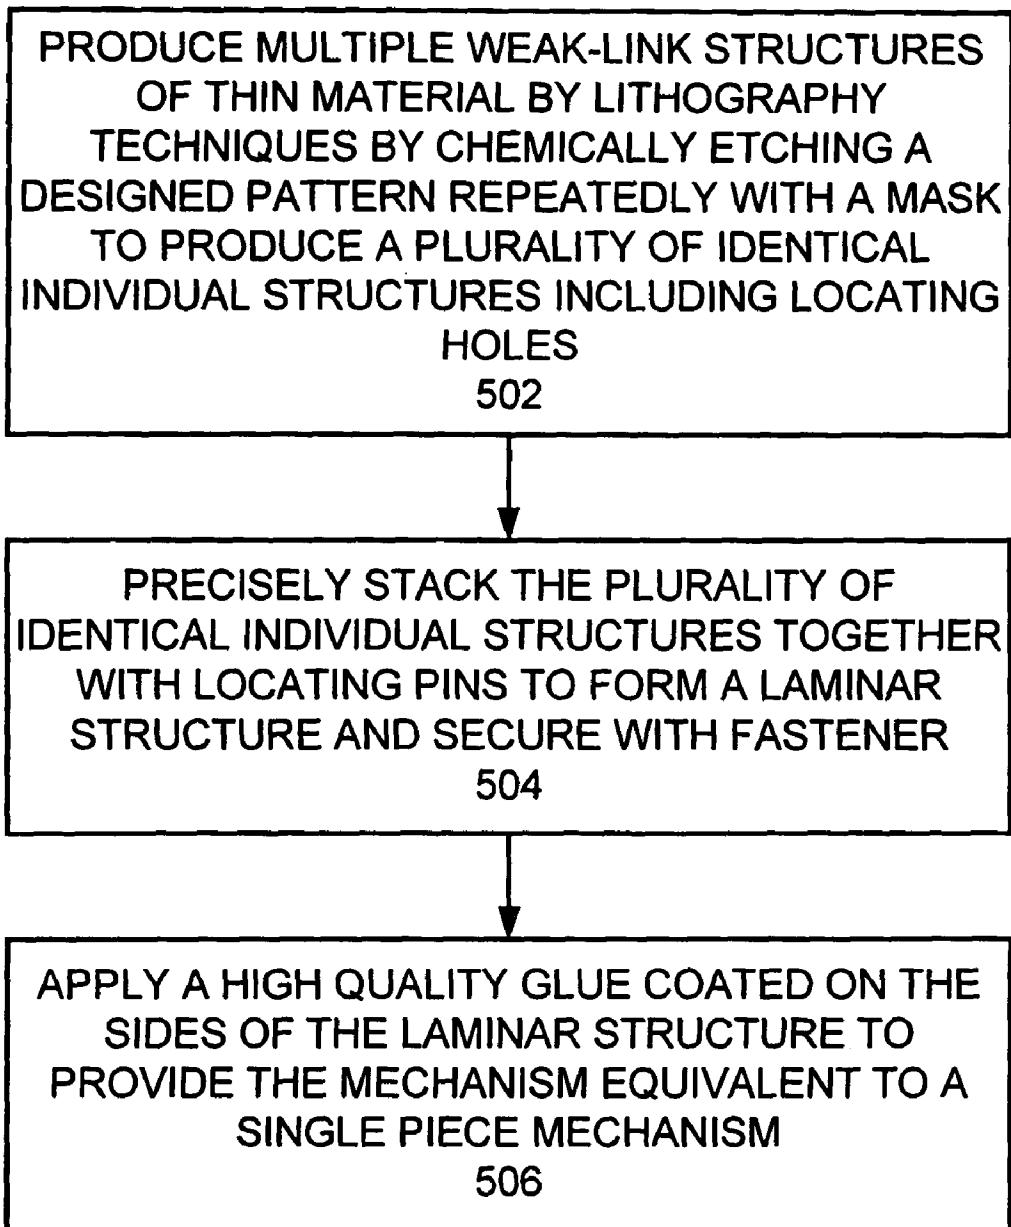 PRODUCE MULTIPLE WEAK-LINK STRUCTURES
OF THIN MATERIAL BY LITHOGRAPHY
TECHNIQUES BY CHEMICALLY ETCHING A
DESIGNED PATTERN REPEATEDLY WITH A MASK
TO PRODUCE A PLURALITY OF IDENTICAL
INDIVIDUAL STRUCTURES INCLUDING LOCATING
HOLES
502
PRECISELY STACK THE PLURALITY OF
IDENTICAL INDIVIDUAL STRUCTURES TOGETHER
WITH LOCATING PINS TO FORM A LAMINAR
STRUCTURE AND SECURE WITH FASTENER
504
APPLY A HIGH QUALITY GLUE COATED ON THE
SIDES OF THE LAMINAR STRUCTURE TO
PROVIDE THE MECHANISM EQUIVALENT TO A
SINGLE PIECE MECHANISM
506